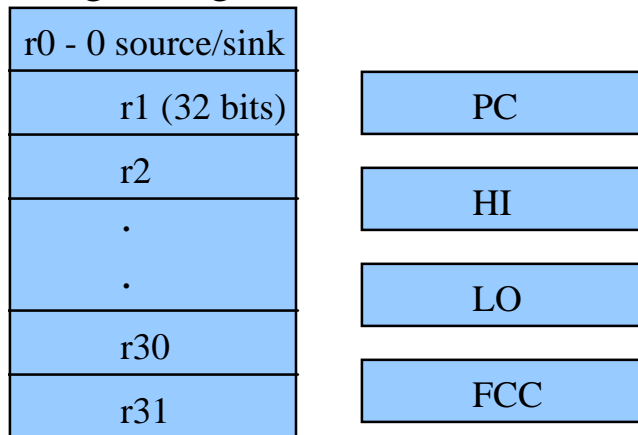 r0 - 0 source/sink
r1 (32 bits)
r2
.
.
r30
r31
PC
HI
LO
FCC